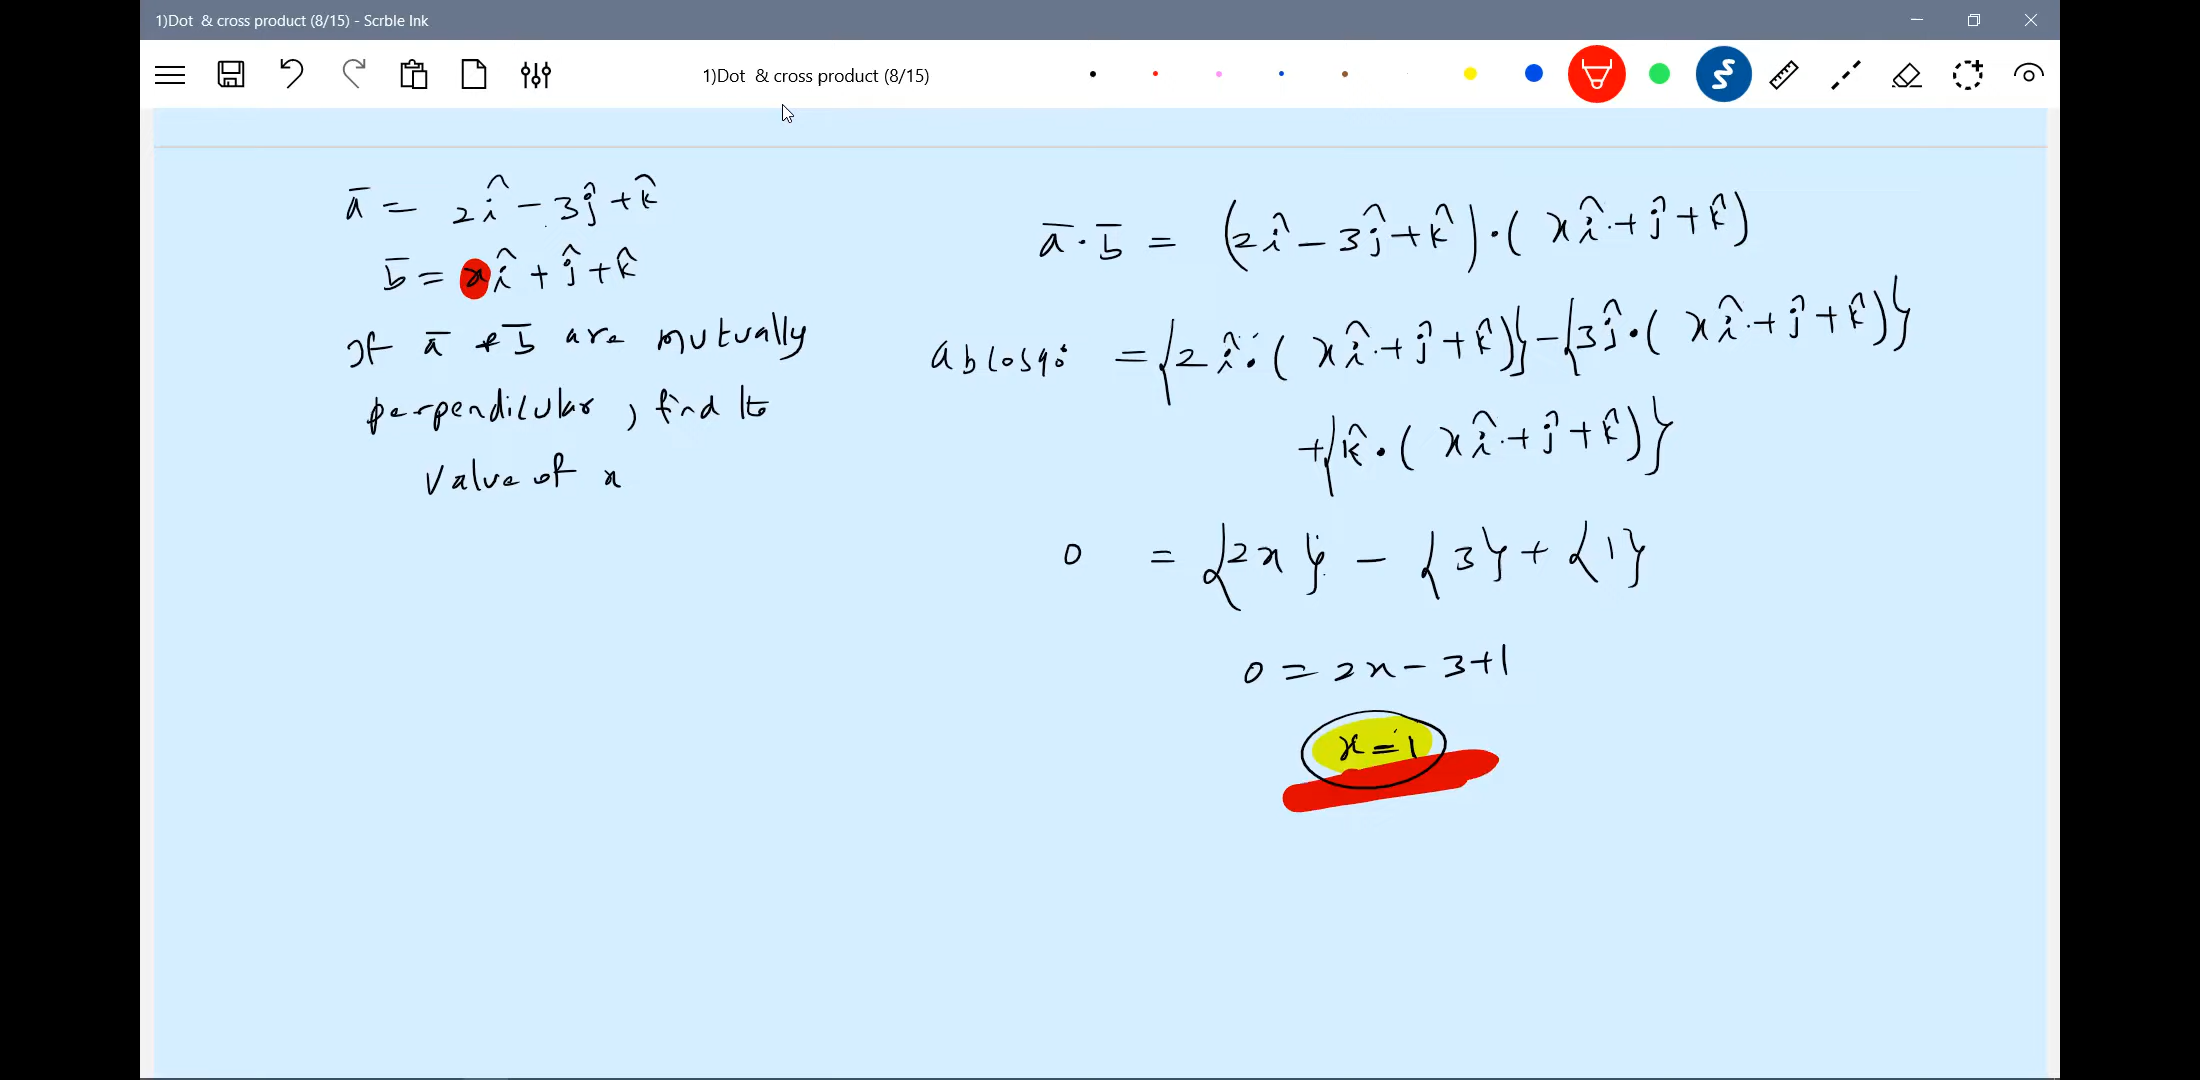 1)Dot & cross product (8/15) - Scrble Ink
1)Dot & cross product (8/15)
a̅ = 2î - 3ĵ + k̂
b̅ = xî + ĵ + k̂
If a̅ & b̅ are mutually
perpendicular, find the
value of x
a̅·b̅ = (2î - 3ĵ + k̂)·(xî + ĵ + k̂)
ab cos90° = {2î·(xî + ĵ + k̂)} - {3ĵ·(xî + ĵ + k̂)}
+ {k̂·(xî + ĵ + k̂)}
0 = {2x} - {3} + {1}
0 = 2x - 3 + 1
x = 1